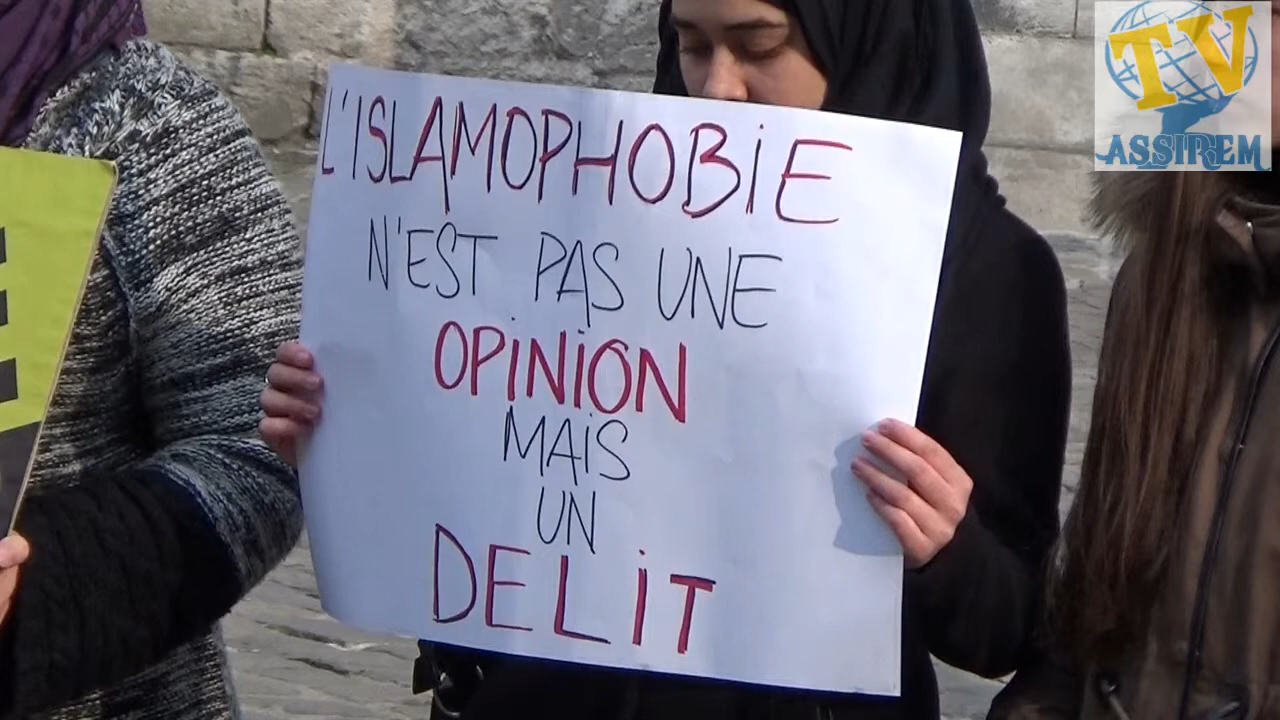 L'ISLAMOPHOBIE
N'EST PAS UNE
OPINION
MAIS
UN
DELIT
TV
ASSIREM